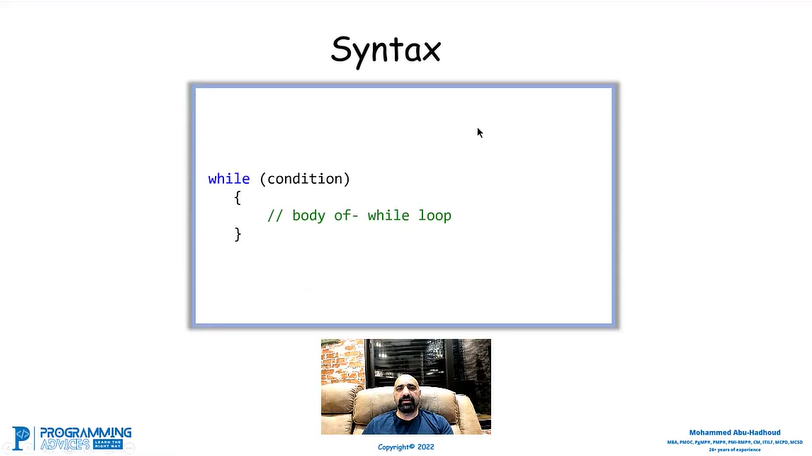 Syntax
while (condition)
{
// body of- while loop
}
PROGRAMMING
ADVICES LEARN THE RIGHT WAY
Copyright© 2022
Mohammed Abu-Hadhoud
MBA, PMOC, PgMP®, PMP®, PMI-RMP®, CM, ITIL®, MCPD, MCSD
26+ years of experience